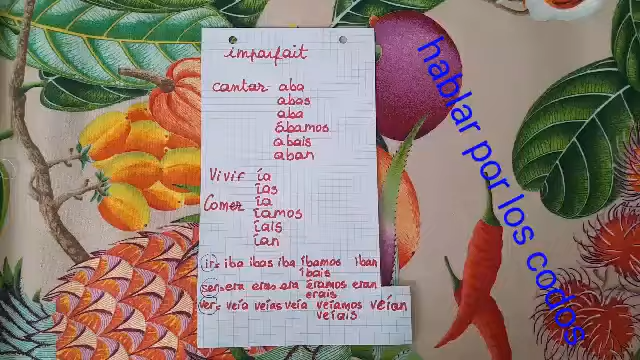 imparfait
cantar aba
abas
aba
ábamos
abais
aban
Vivir ía
ías
Comer ía
íamos
íais
ían
ir: iba ibas iba íbamos iban
ibais
ser: era eras era éramos eran
erais
ver: veía veías veía veíamos veían
veíais
hablar por los codos